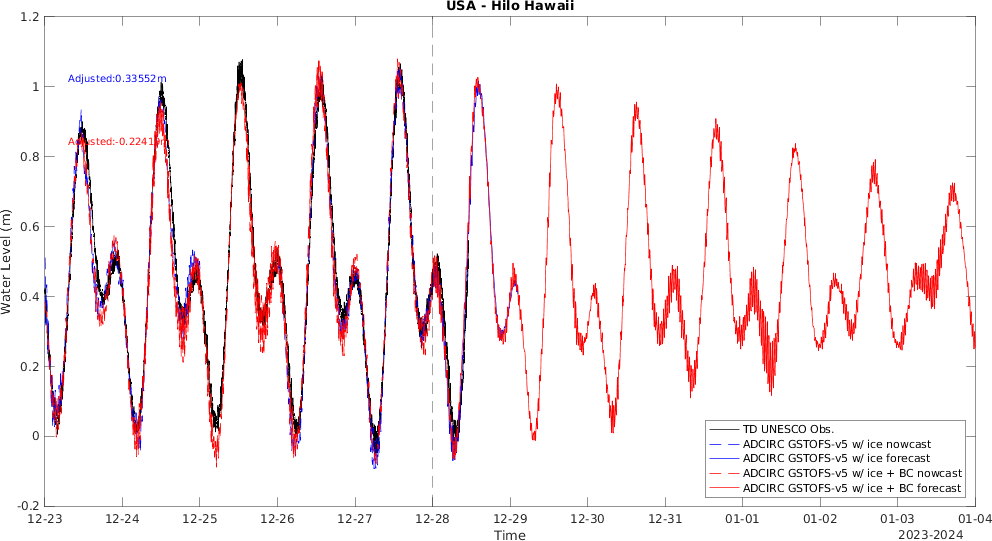 USA - Hilo Hawaii
1.2
1
0.8
0.6
0.4
0.2
0
-0.2
Water Level (m)
Adjusted:0.33552m
Adjusted:-0.2241
TD UNESCO Obs.
ADCIRC GSTOFS-v5 w/ ice nowcast
ADCIRC GSTOFS-v5 w/ ice forecast
ADCIRC GSTOFS-v5 w/ ice + BC nowcast
ADCIRC GSTOFS-v5 w/ ice + BC forecast
12-23 12-24 12-25 12-26 12-27 12-28 12-29 12-30 12-31 01-01 01-02 01-03 01-04
Time
2023-2024